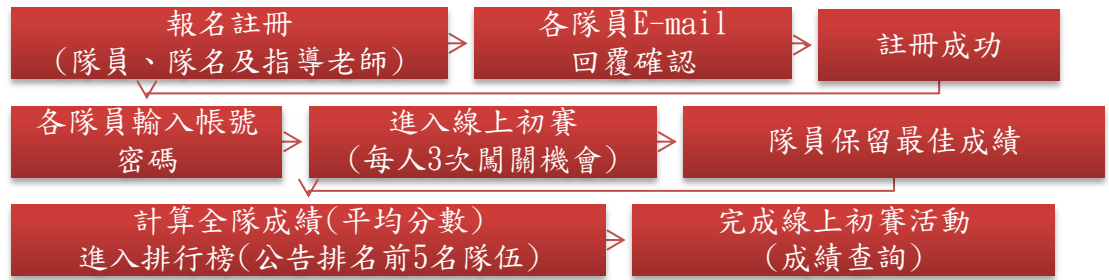 報名註冊
(隊員、隊名及指導老師)
各隊員E-mail
回覆確認
註冊成功
各隊員輸入帳號
密碼
進入線上初賽
(每人3次闖關機會)
隊員保留最佳成績
計算全隊成績(平均分數)
進入排行榜(公告排名前5名隊伍)
完成線上初賽活動
(成績查詢)